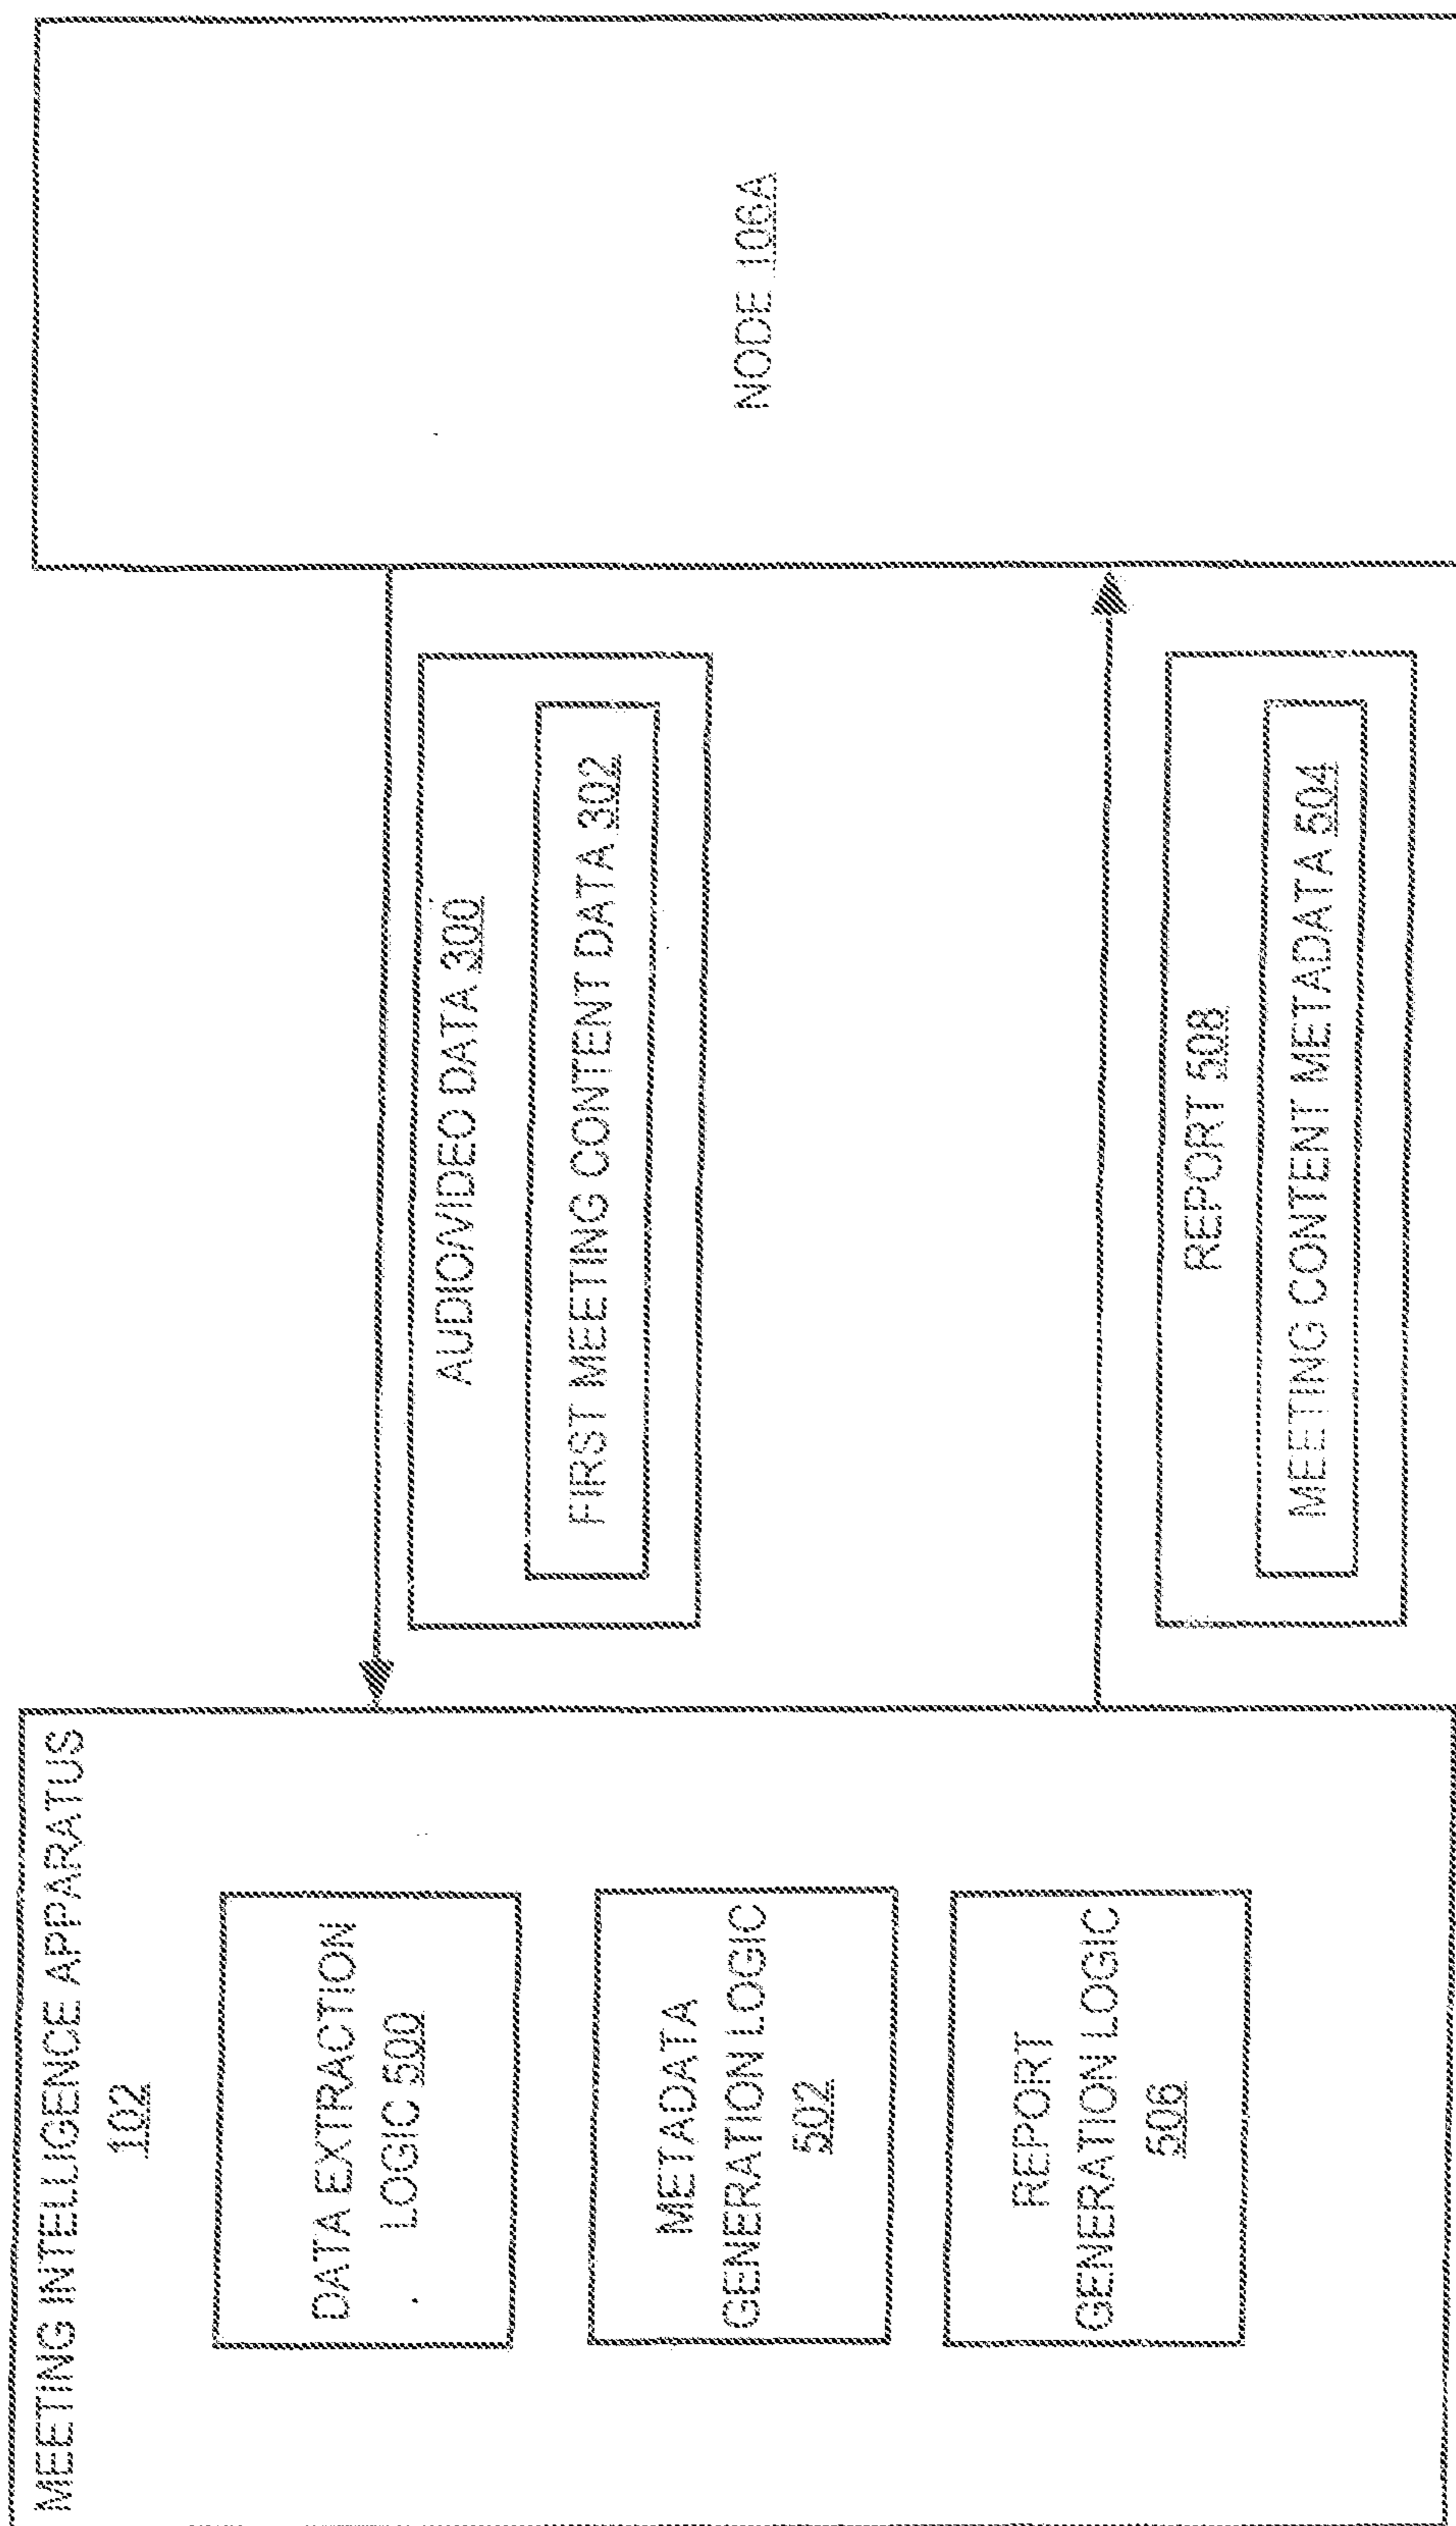 MEETING INTELLIGENCE APPARATUS
102
DATA EXTRACTION
LOGIC 500
METADATA
GENERATION LOGIC
502
REPORT
GENERATION LOGIC
506
AUDIO/VIDEO DATA 300
FIRST MEETING CONTENT DATA 302
REPORT 508
MEETING CONTENT METADATA 504
NODE 106A